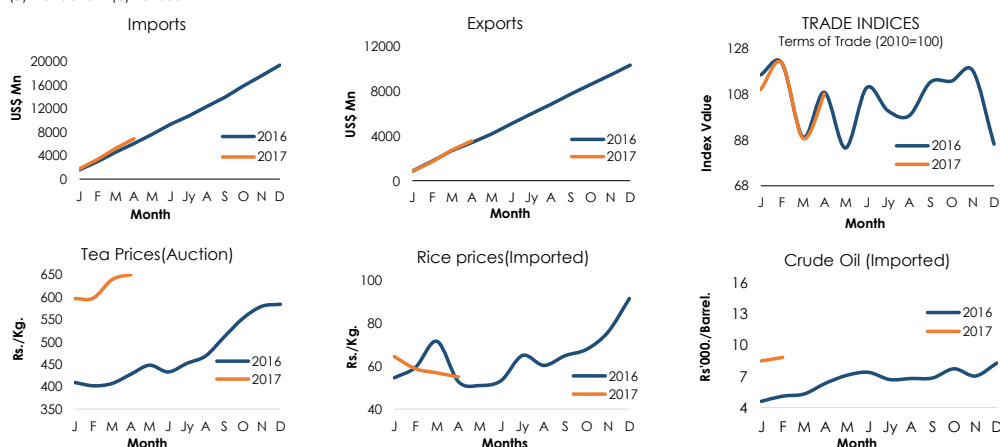 Imports
US$ Mn
20000
16000
12000
8000
4000
0
J F M A M J Jy A S O N D
Month
2016
2017
Exports
US$ Mn
12000
8000
4000
0
J F M A M J Jy A S O N D
Month
2016
2017
TRADE INDICES
Terms of Trade (2010=100)
Index Value
128
108
88
68
J F M A M J Jy A S O N D
Month
2016
2017
Tea Prices(Auction)
Rs./Kg.
650
600
550
500
450
400
350
J F M A M J Jy A S O N D
Month
2016
2017
Rice prices(Imported)
Rs./Kg.
100
80
60
40
J F M A M J Jy A S O N D
Months
2016
2017
Crude Oil (Imported)
Rs'000./Barrel.
16
13
10
7
4
J F M A M J Jy A S O N D
Months
2016
2017